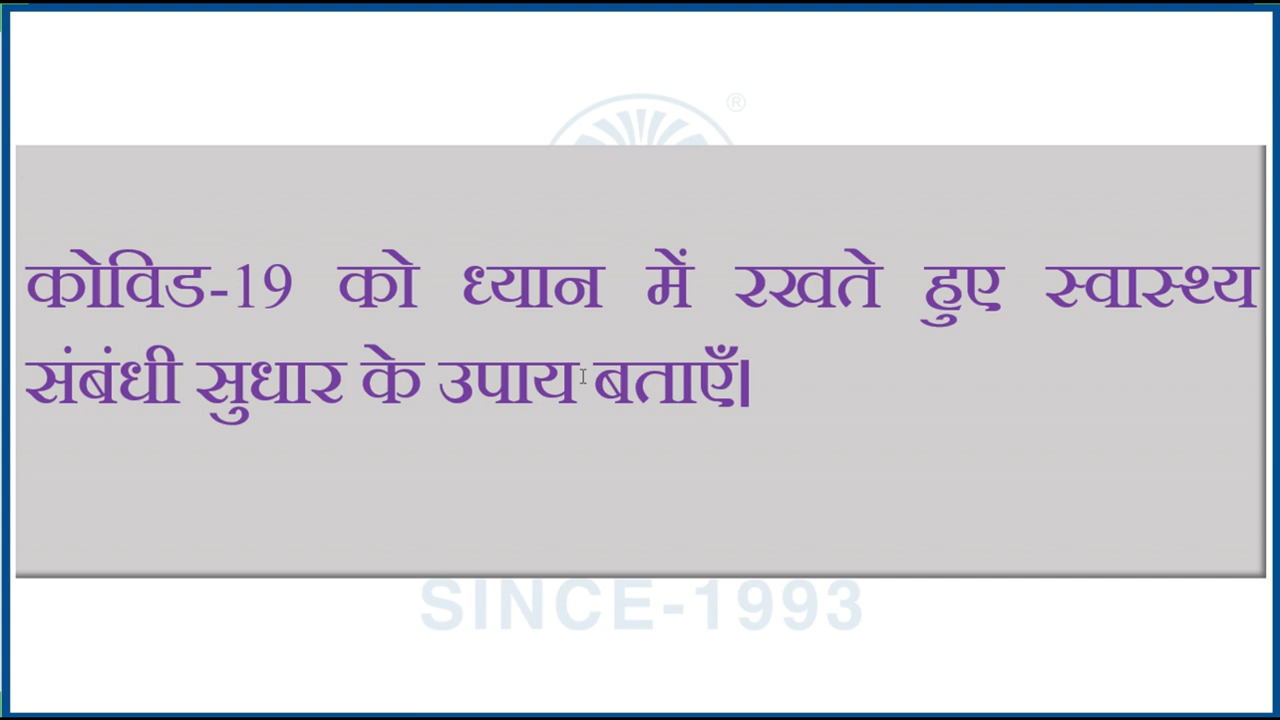 ®
कोविड-19 को ध्यान में रखते हुए स्वास्थ्य
संबंधी सुधार के उपाय बताएँ।
SINCE-1993